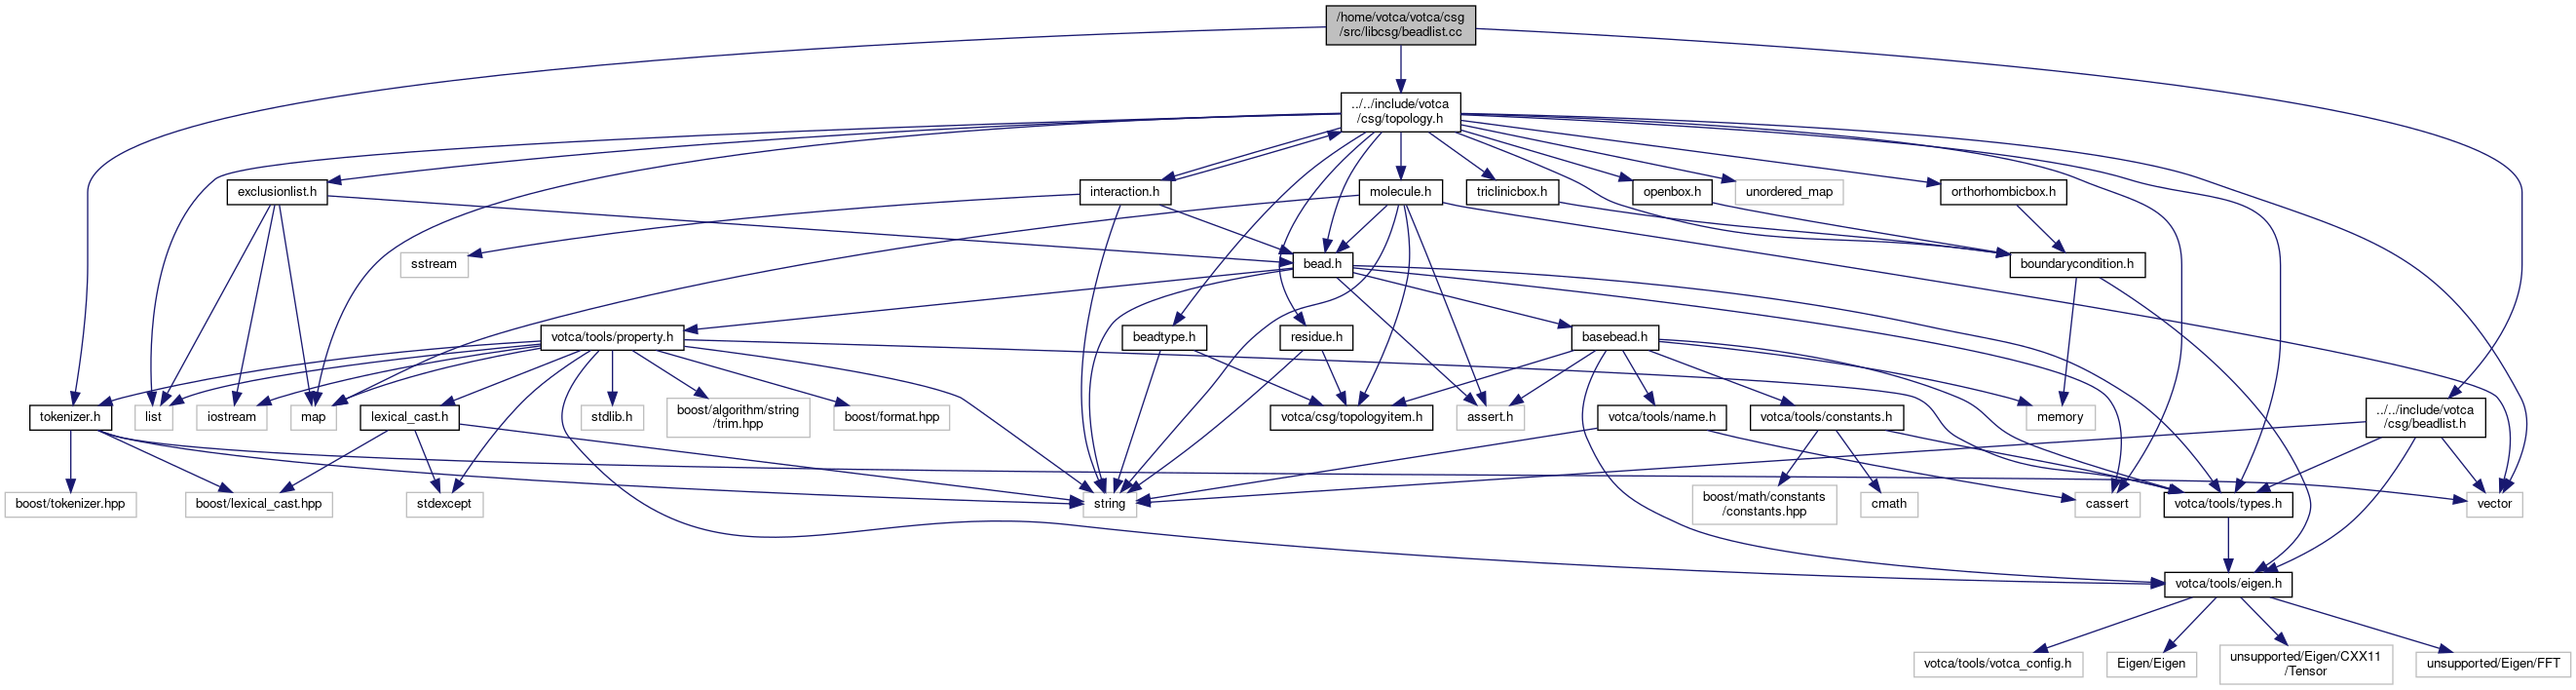 /home/votca/votca/csg
/src/libcsg/beadlist.cc
../../include/votca
/csg/topology.h
exclusionlist.h
interaction.h
molecule.h
triclinicbox.h
openbox.h
unordered_map
orthorhombicbox.h
sstream
bead.h
boundarycondition.h
votca/tools/property.h
beadtype.h
residue.h
basebead.h
tokenizer.h
list
iostream
map
lexical_cast.h
stdlib.h
boost/algorithm/string
/trim.hpp
boost/format.hpp
votca/csg/topologyitem.h
assert.h
votca/tools/name.h
votca/tools/constants.h
memory
../../include/votca
/csg/beadlist.h
boost/tokenizer.hpp
boost/lexical_cast.hpp
stdexcept
string
boost/math/constants
/constants.hpp
cmath
cassert
votca/tools/types.h
vector
votca/tools/eigen.h
votca/tools/votca_config.h
Eigen/Eigen
unsupported/Eigen/CXX11
/Tensor
unsupported/Eigen/FFT